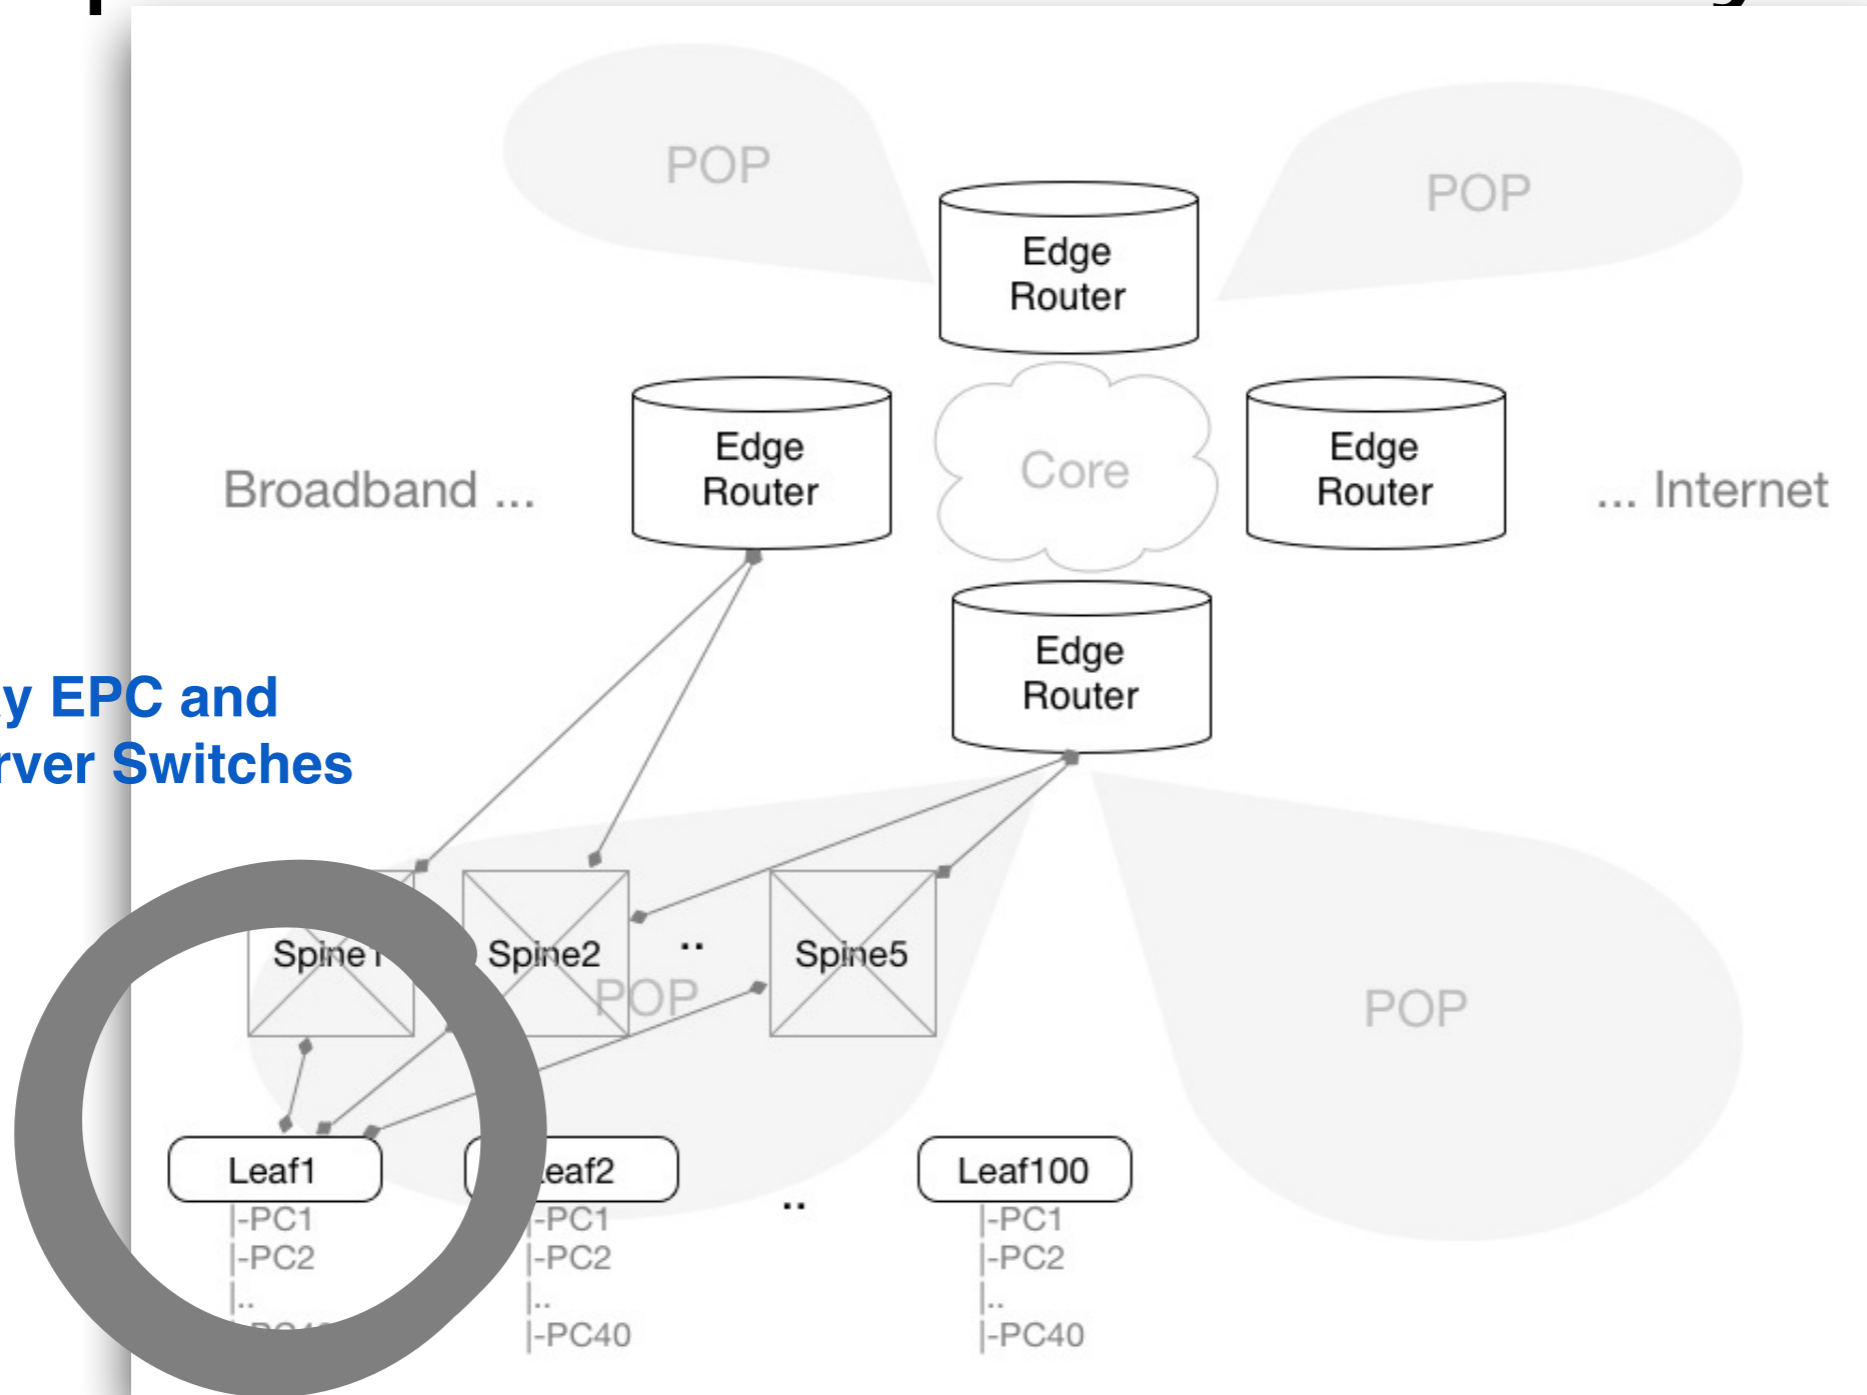 POP
POP
Edge
Router
Edge
Router
Core
Edge
Router
Broadband ...
... Internet
Edge
Router
y EPC and
rver Switches
Spine1
Spine2
..
Spine5
POP
POP
Leaf1
eaf2
..
Leaf100
|-PC1
|-PC2
|..
|-PC1
|-PC2
|..
|-PC40
|-PC1
|-PC2
|..
|-PC40